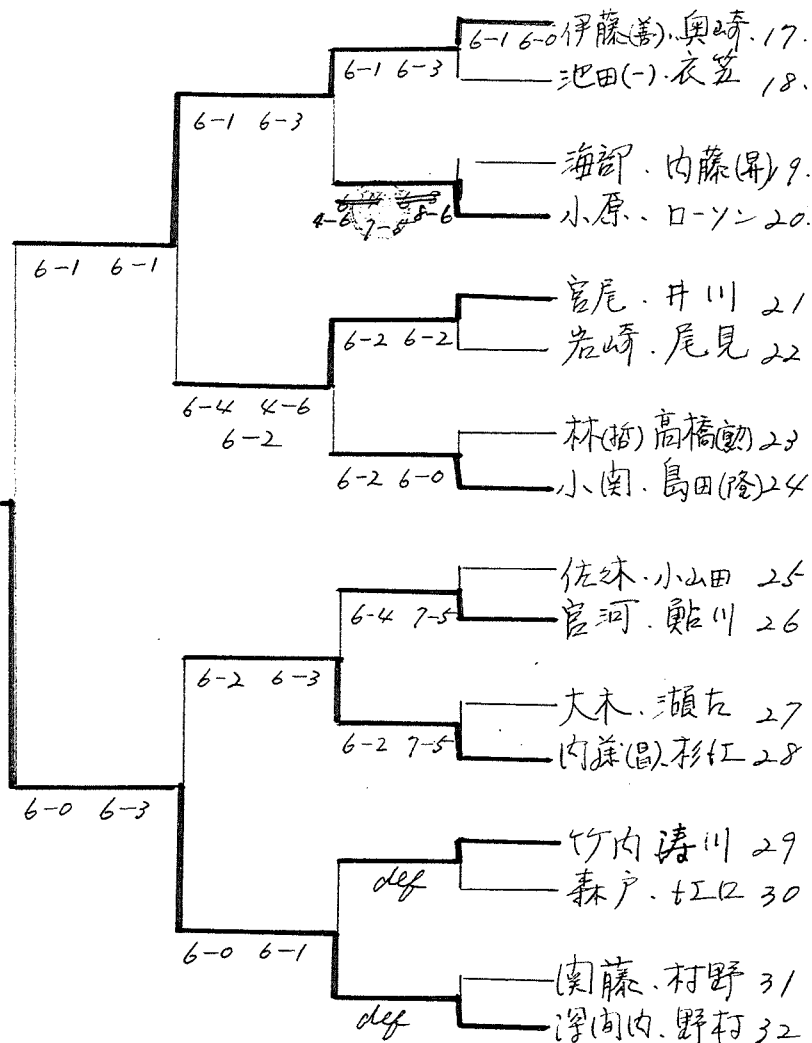 6-1 6-0 伊藤(善)・奥崎. 17.
6-1 6-3
池田(一)・衣笠 18.
6-1 6-3
海部・内藤(昇) 19.
小原・ローソン 20.
4-6 7-5 8-6
6-1 6-1
宮尾・井川 21
6-2 6-2
岩崎・尾見 22
6-4 4-6
6-2
林(哲) 高橋(勲) 23
6-2 6-0
小関・島田(隆) 24
佐々木・小山田 25
6-4 7-5
宮河・鮎川 26
6-2 6-3
大木・瀬古 27
6-2 7-5
内藤(昌)、杉江 28
6-0 6-3
竹内 涛川 29
def
森戸・江口 30
6-0 6-1
関藤・村野 31
def
深間内・野村 32